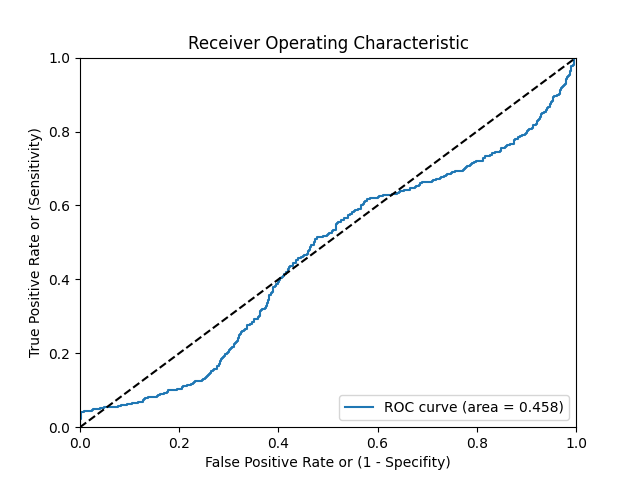 Receiver Operating Characteristic
1.0
0.8
0.6
0.4
0.2
0.0
True Positive Rate or (Sensitivity)
ROC curve (area = 0.458)
0.0 0.2 0.4 0.6 0.8 1.0
False Positive Rate or (1 - Specifity)